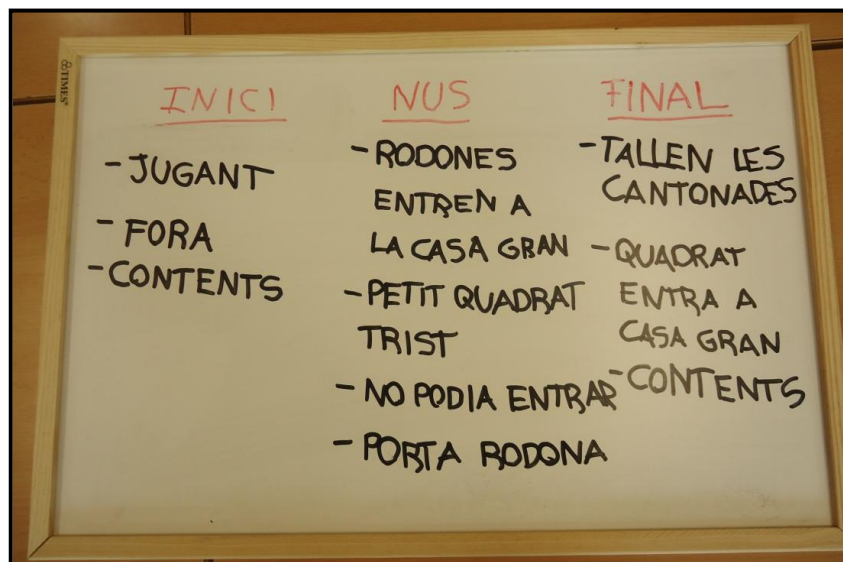 TIMES
INICI
- JUGANT
- FORA
- CONTENTS
NUS
- RODONES
ENTREN A
LA CASA GRAN
- PETIT QUADRAT
TRIST
- NO PODIA ENTRAR
- PORTA RODONA
FINAL
- TALLEN LES
CANTONADES
- QUADRAT
ENTRA A
CASA GRAN
- CONTENTS